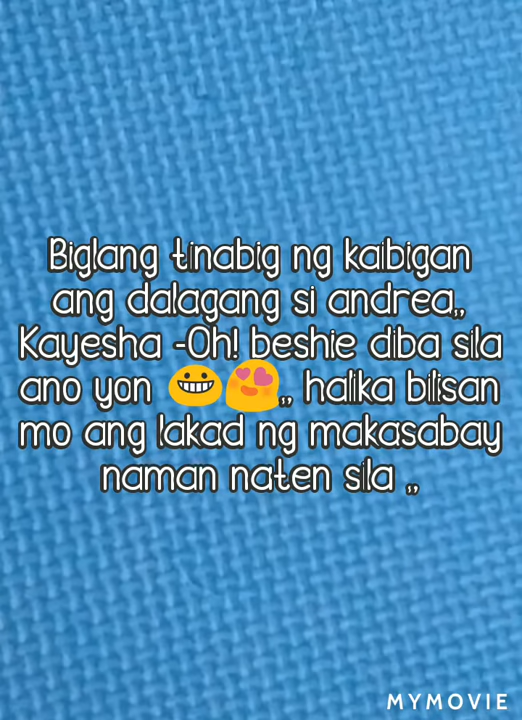 Biglang tinabig ng kaibigan
ang dalagang si andrea,,
Kayesha -Oh! beshie diba sila
ano yon 😀😍,, halika bilisan
mo ang lakad ng makasabay
naman naten sila ,,
MYMOVIE